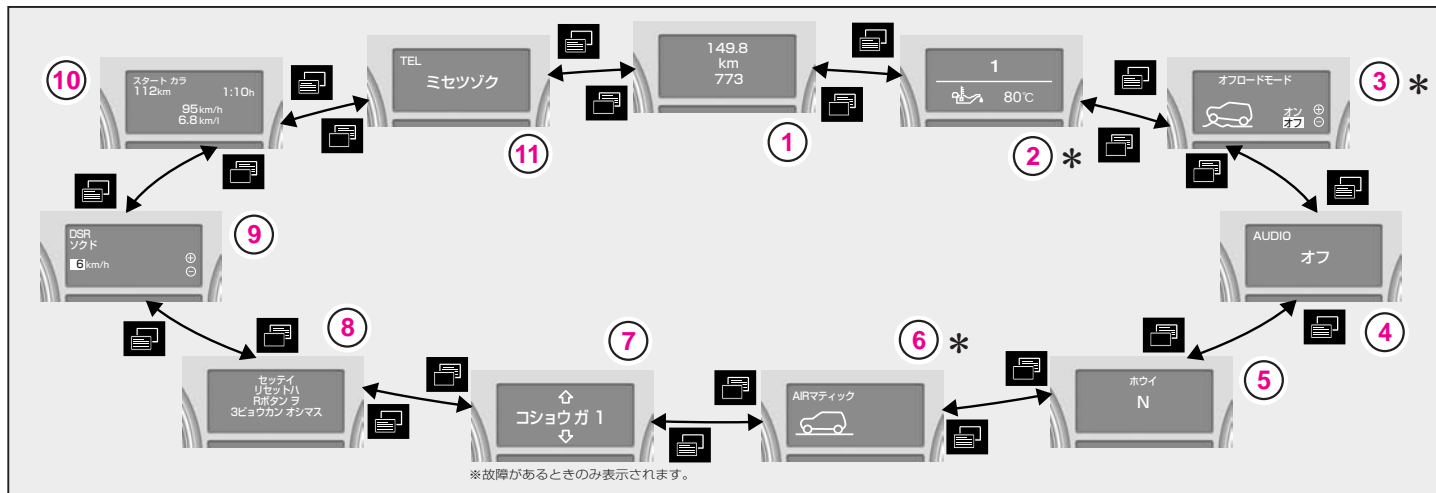 10
スタート カラ
112km 1:10h
95km/h
6.8km/l
TEL
ミセツゾク
11
149.8
km
773
1
1
80℃
2 *
オフロードモード
オン ⊕
オフ ⊖
3 *
DSR
ソクド
6km/h
⊕
⊖
9
AUDIO
オフ
4
8
セッテイ
リセットハ
Rボタン ヲ
3ビョウカン オシマス
7
コショウガ 1
6 *
AIRマティック
ホウイ
N
5
※故障があるときのみ表示されます。